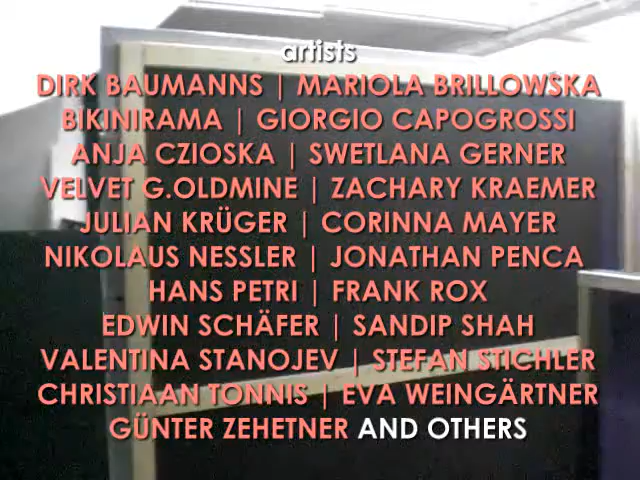 artists
DIRK BAUMANNS | MARIOLA BRILLOWSKA
BIKINIRAMA | GIORGIO CAPOGROSSI
ANJA CZIOSKA | SWETLANA GERNER
VELVET G.OLDMINE | ZACHARY KRAEMER
JULIAN KRÜGER | CORINNA MAYER
NIKOLAUS NESSLER | JONATHAN PENCA
HANS PETRI | FRANK ROX
EDWIN SCHÄFER | SANDIP SHAH
VALENTINA STANOJEV | STEFAN STICHLER
CHRISTIAAN TONNIS | EVA WEINGÄRTNER
GÜNTER ZEHETNER AND OTHERS